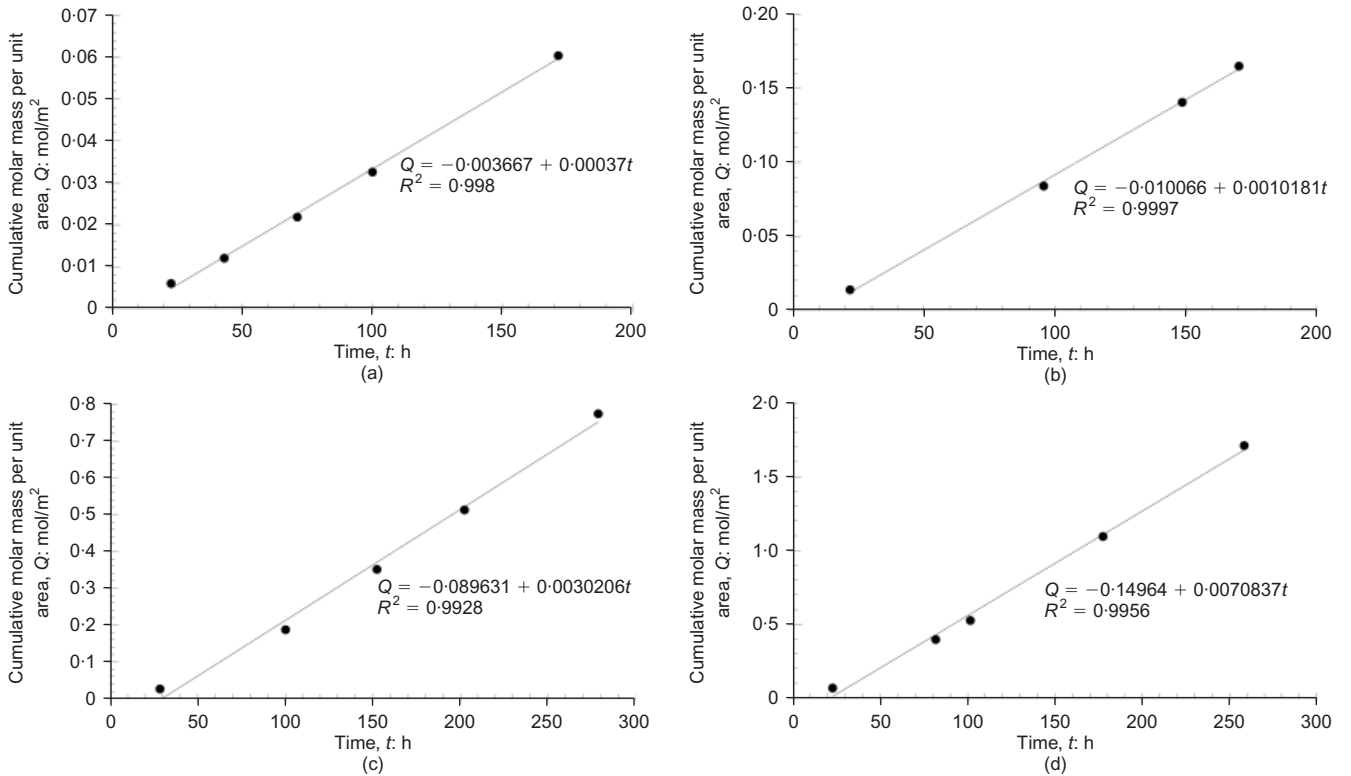 Cumulative molar mass per unit
area, Q: mol/m²
0·07
0·06
0·05
0·04
0·03
0·02
0·01
0
Q = −0·003667 + 0·00037t
R² = 0·998
0
50
100
150
200
Time, t: h
(a)
Cumulative molar mass per unit
area, Q: mol/m²
0·20
0·15
0·10
0·05
0
Q = −0·010066 + 0·0010181t
R² = 0·9997
0
50
100
150
200
Time, t: h
(b)
Cumulative molar mass per unit
area, Q: mol/m²
0·8
0·7
0·6
0·5
0·4
0·3
0·2
0·1
0
Q = −0·089631 + 0·0030206t
R² = 0·9928
0
50
100
150
200
250
300
Time, t: h
(c)
Cumulative molar mass per unit
area, Q: mol/m²
2·0
1·5
1·0
0·5
0
Q = −0·14964 + 0·0070837t
R² = 0·9956
0
50
100
150
200
250
300
Time, t: h
(d)